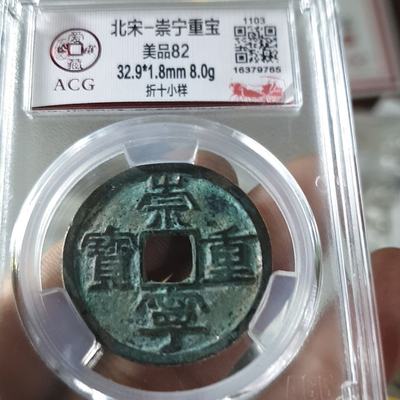 北宋-崇宁重宝
美品82
32.9*1.8mm 8.0g
折十小样
ACG
1103
16379765
崇
寶 重
寧